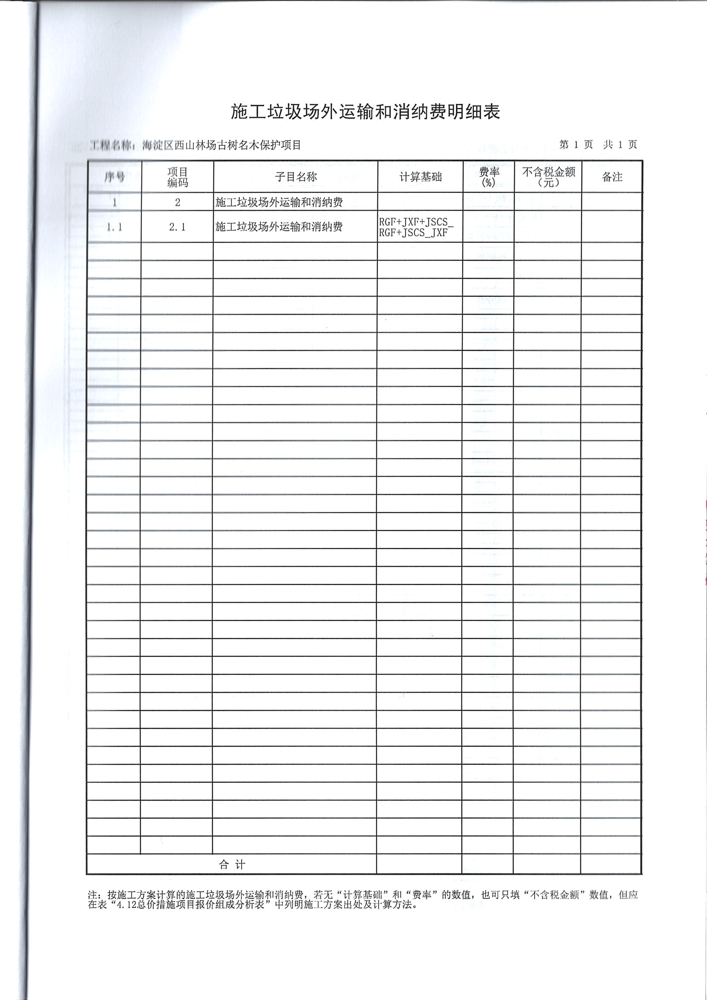 施工垃圾场外运输和消纳费明细表
工程名称：海淀区西山林场古树名木保护项目 第 1 页 共 1 页
序号 项目编码 子目名称 计算基础 费率(%) 不含税金额（元） 备注
1 2 施工垃圾场外运输和消纳费
1.1 2.1 施工垃圾场外运输和消纳费 RGF+JXF+JSCS_
RGF+JSCS_JXF
合 计
注：按施工方案计算的施工垃圾场外运输和消纳费，若无“计算基础”和“费率”的数值，也可只填“不含税金额”数值，但应
在表“4.12总价措施项目报价组成分析表”中列明施工方案出处及计算方法。